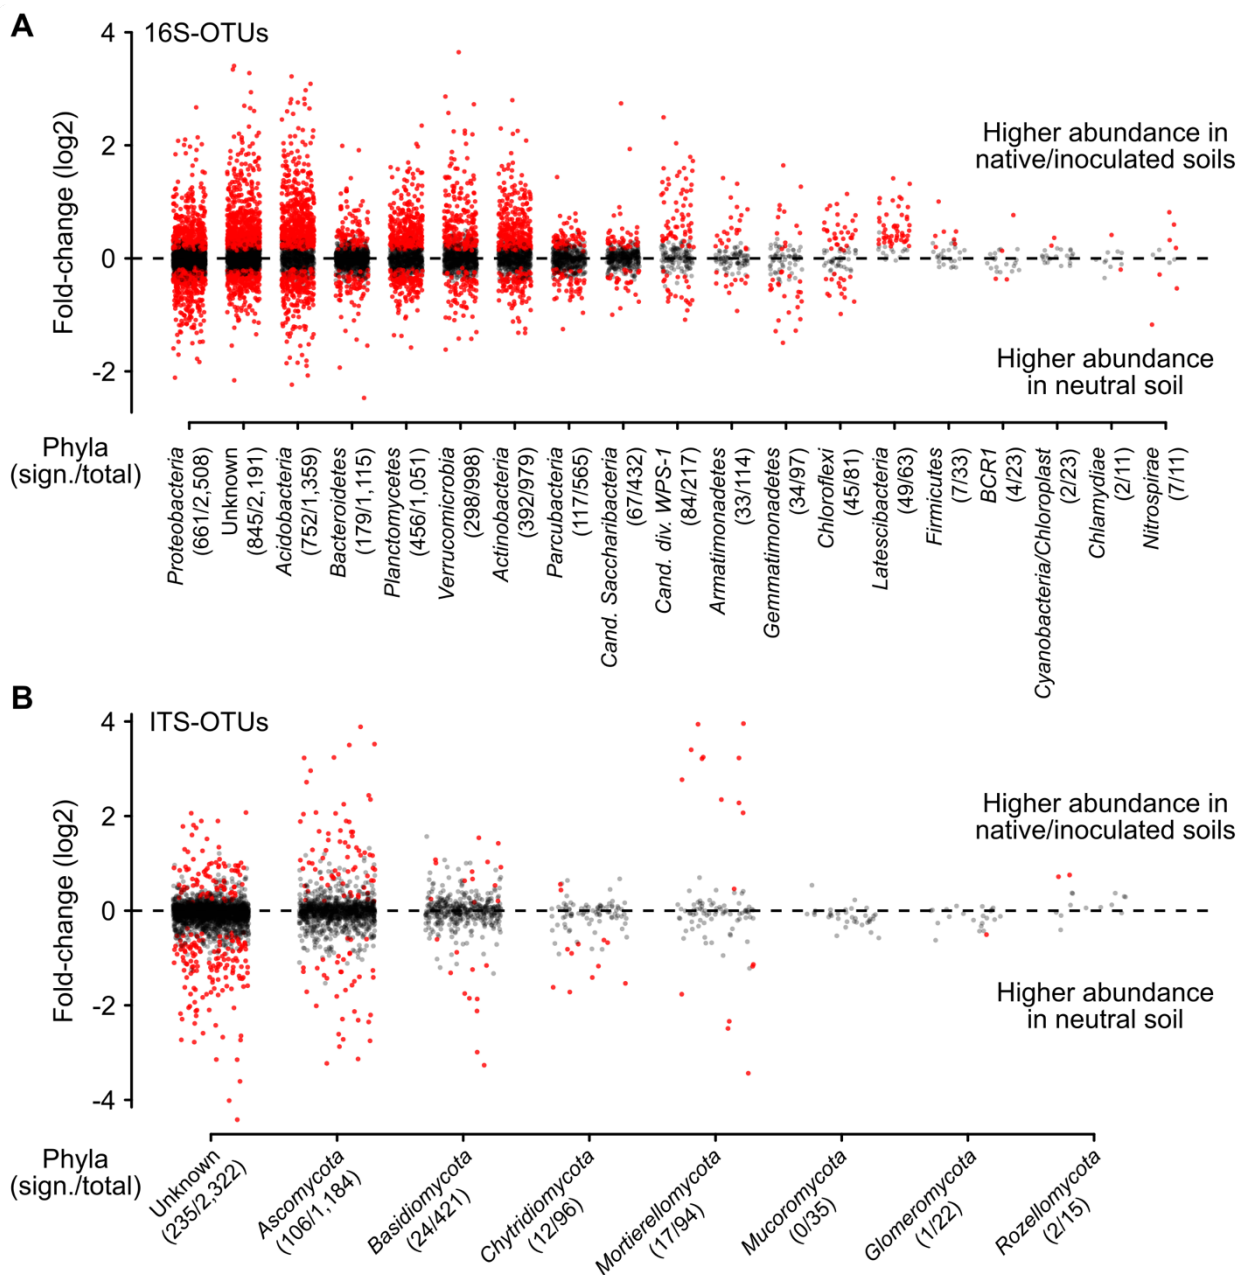 A
16S-OTUs
4
2
0
-2
Fold-change (log2)
Higher abundance in
native/inoculated soils
Higher abundance
in neutral soil
Phyla
(sign./total)
Proteobacteria
(661/2,508)
Unknown
(845/2,191)
Acidobacteria
(752/1,359)
Bacteroidetes
(179/1,115)
Planctomycetes
(456/1,051)
Verrucomicrobia
(298/998)
Actinobacteria
(392/979)
Parcubacteria
(117/565)
Cand. Saccharibacteria
(67/432)
Cand. div. WPS-1
(84/217)
Armatimonadetes
(33/114)
Gemmatimonadetes
(34/97)
Chloroflexi
(45/81)
Latescibacteria
(49/63)
Firmicutes
(7/33)
BCR1
(4/23)
Cyanobacteria/Chloroplast
(2/23)
Chlamydiae
(2/11)
Nitrospirae
(7/11)
B
ITS-OTUs
4
2
0
-2
-4
Fold-change (log2)
Higher abundance in
native/inoculated soils
Higher abundance
in neutral soil
Phyla
(sign./total)
Unknown
(235/2,322)
Ascomycota
(106/1,184)
Basidiomycota
(24/421)
Chytridiomycota
(12/96)
Mortierellomycota
(17/94)
Mucoromycota
(0/35)
Glomeromycota
(1/22)
Rozellomycota
(2/15)